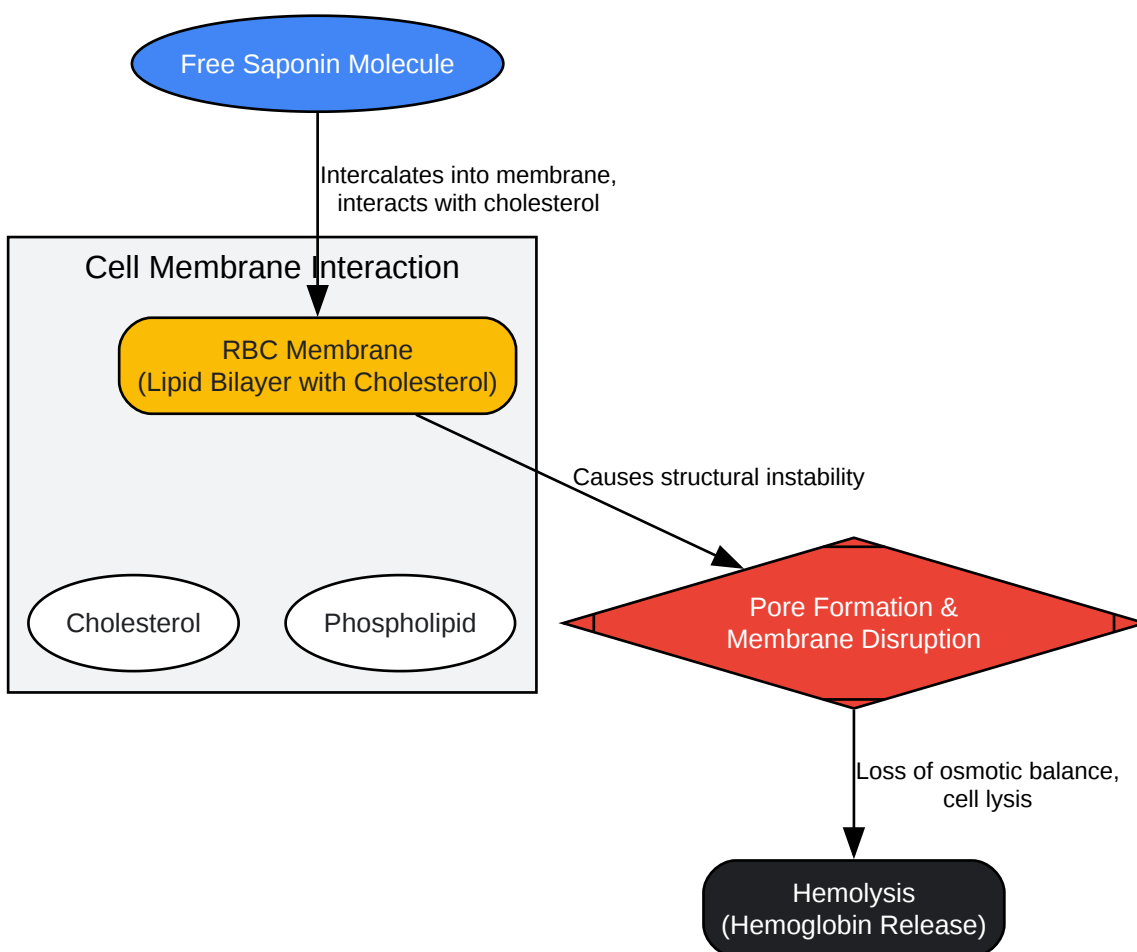 Free Saponin Molecule
Intercalates into membrane,
interacts with cholesterol
Cell Membrane Interaction
RBC Membrane
(Lipid Bilayer with Cholesterol)
Causes structural instability
Cholesterol
Phospholipid
Pore Formation &
Membrane Disruption
Loss of osmotic balance,
cell lysis
Hemolysis
(Hemoglobin Release)